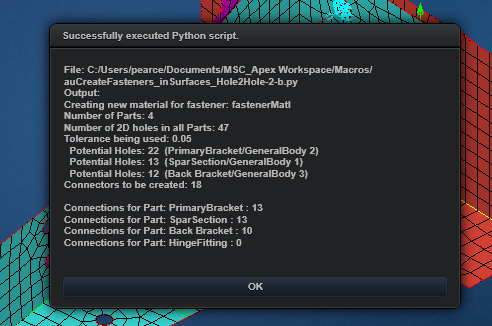 Successfully executed Python script.
File: C:/Users/pearce/Documents/MSC_Apex Workspace/Macros/
auCreateFasteners_inSurfaces_Hole2Hole-2-b.py
Output:
Creating new material for fastener: fastenerMatl
Number of Parts: 4
Number of 2D holes in all Parts: 47
Tolerance being used: 0.05
Potential Holes: 22 (PrimaryBracket/GeneralBody 2)
Potential Holes: 13 (SparSection/GeneralBody 1)
Potential Holes: 12 (Back Bracket/GeneralBody 3)
Connectors to be created: 18
Connections for Part: PrimaryBracket : 13
Connections for Part: SparSection : 13
Connections for Part: Back Bracket : 10
Connections for Part: HingeFitting : 0
OK